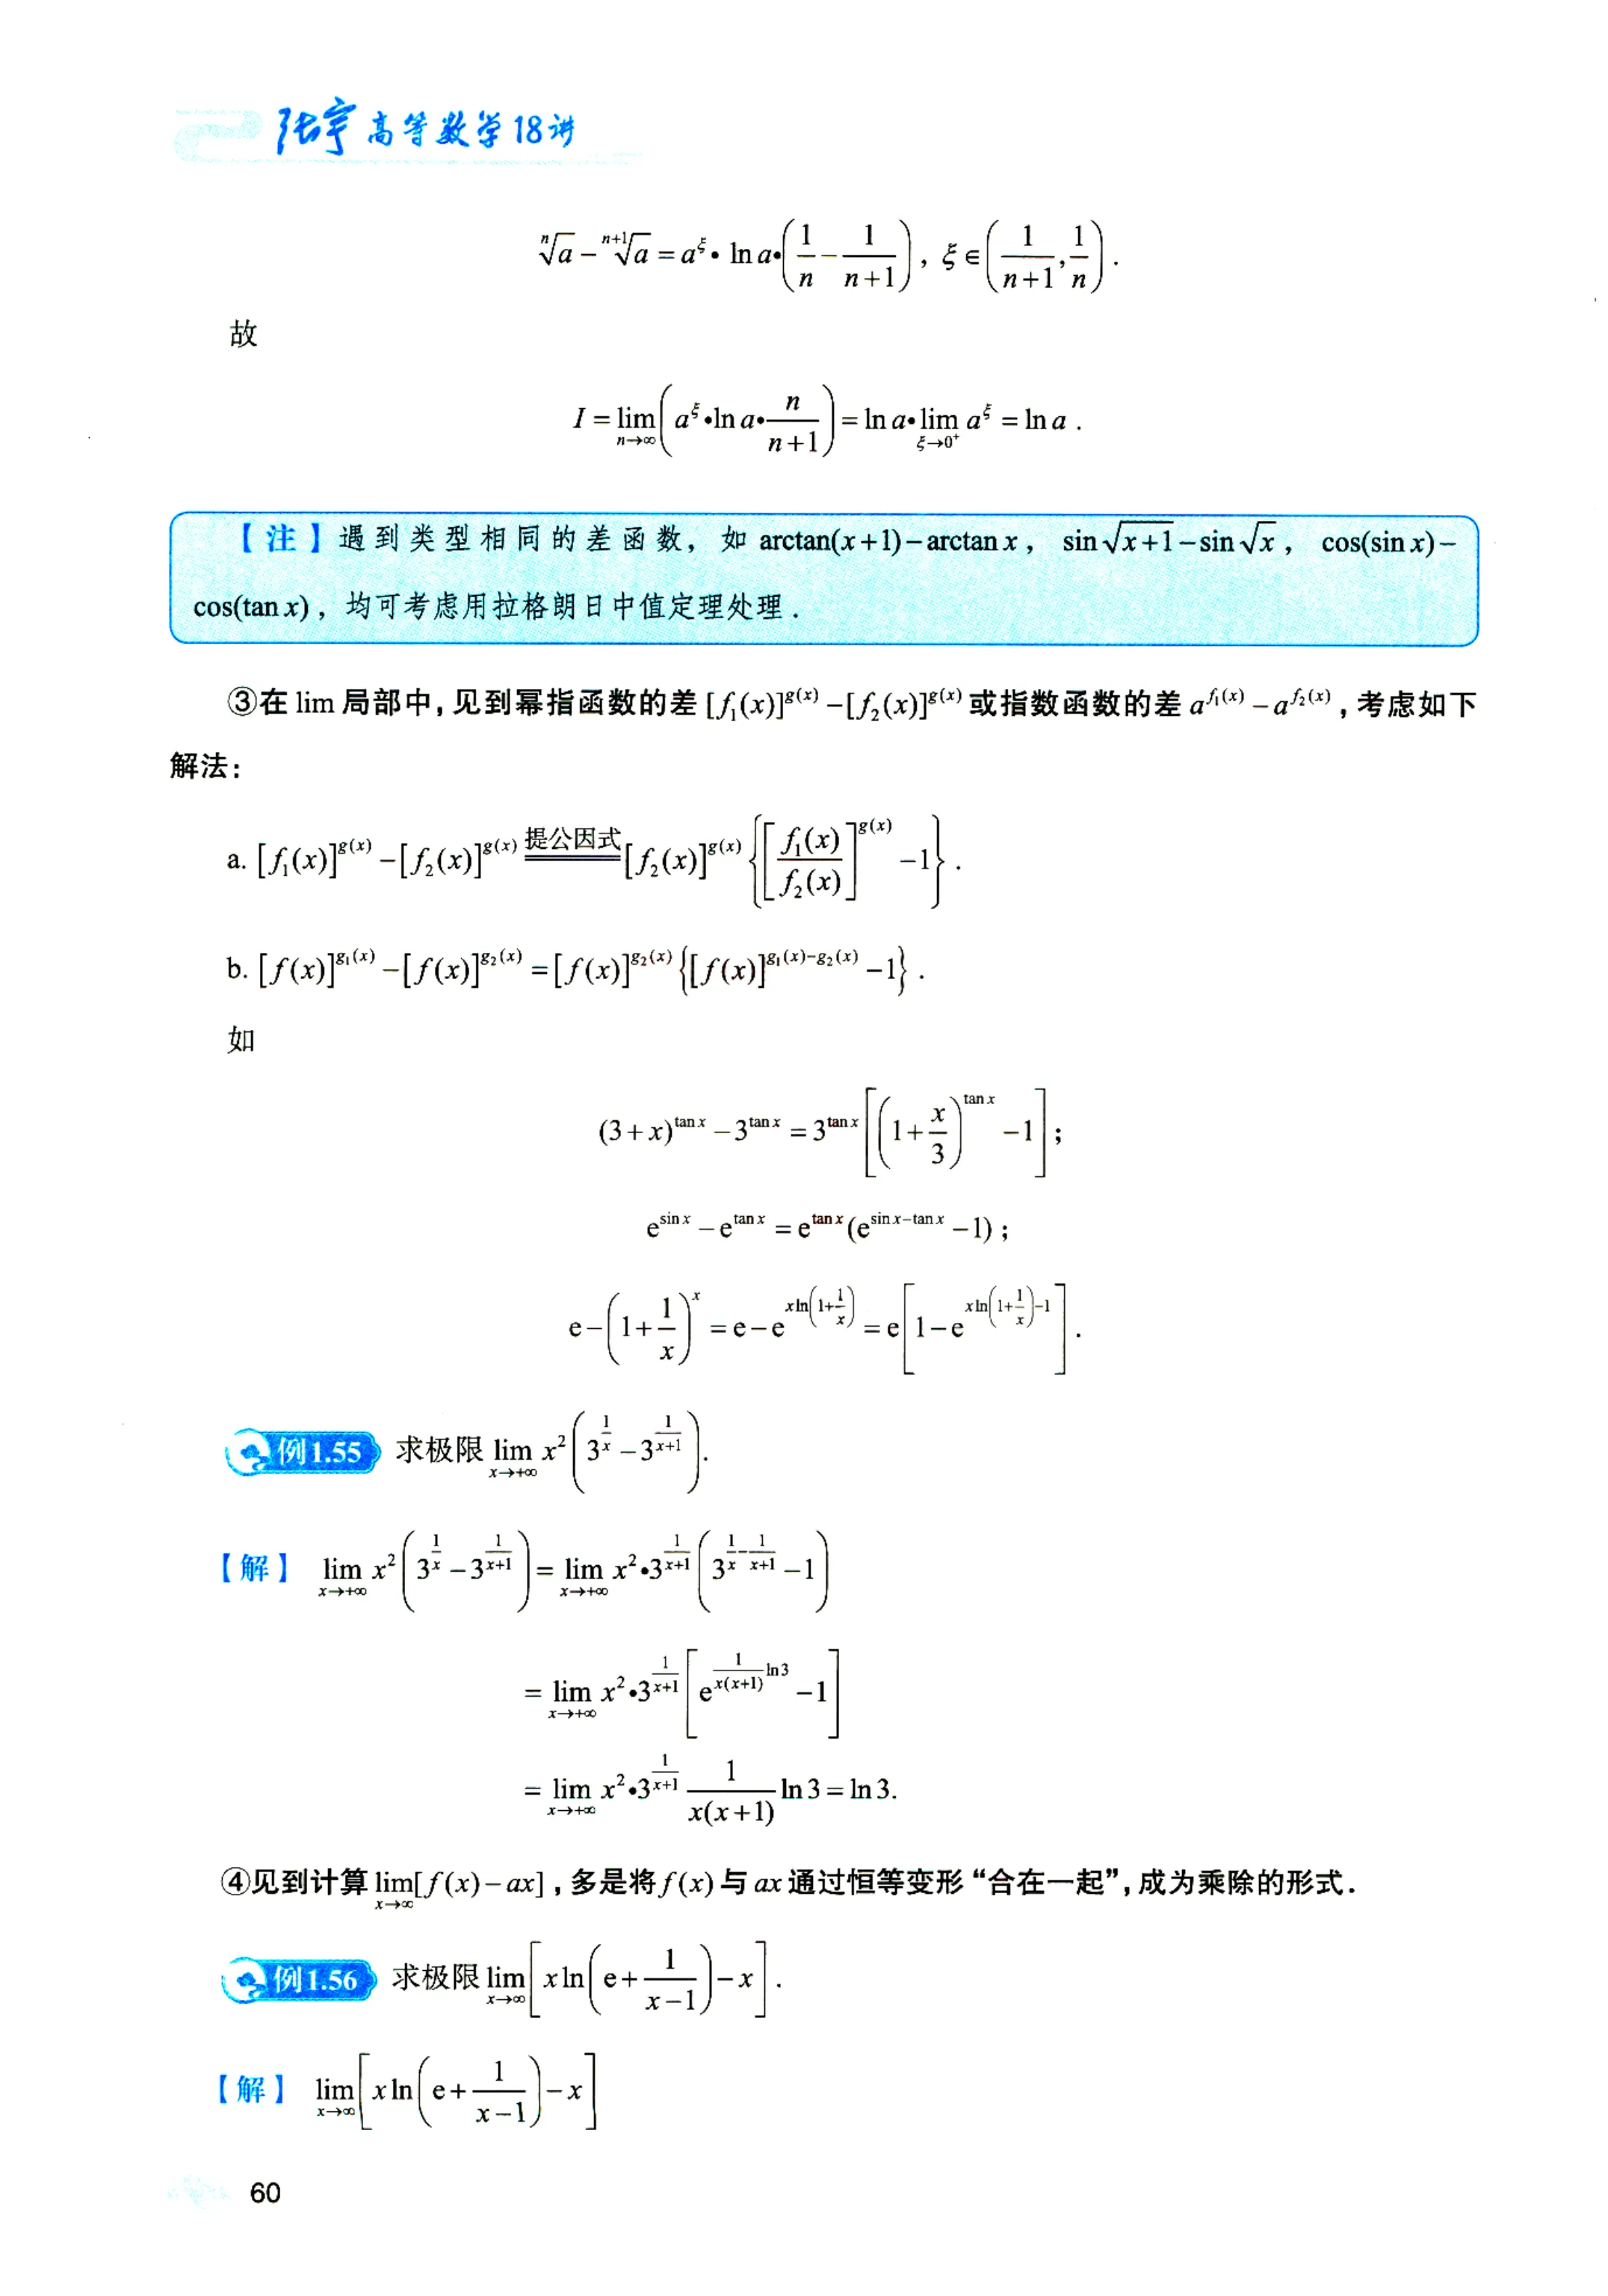 张宇高等数学18讲
$\sqrt[n]{a}-\sqrt[n+1]{a}=a^{\xi}\cdot\ln a\cdot\left(\frac{1}{n}-\frac{1}{n+1}\right),\ \xi\in\left(\frac{1}{n+1},\frac{1}{n}\right).$
故
$I=\lim_{n\to\infty}\left(a^{\xi}\cdot\ln a\cdot\frac{n}{n+1}\right)=\ln a\cdot\lim_{\xi\to 0^{+}}a^{\xi}=\ln a.$
【注】遇到类型相同的差函数，如 $\arctan(x+1)-\arctan x$，$\sin\sqrt{x+1}-\sin\sqrt{x}$，$\cos(\sin x)-$
$\cos(\tan x)$，均可考虑用拉格朗日中值定理处理．
③在 lim 局部中，见到幂指函数的差 $[f_1(x)]^{g(x)}-[f_2(x)]^{g(x)}$ 或指数函数的差 $a^{f_1(x)}-a^{f_2(x)}$，考虑如下
解法：
a. $[f_1(x)]^{g(x)}-[f_2(x)]^{g(x)}\xlongequal{\text{提公因式}}[f_2(x)]^{g(x)}\left\{\left[\frac{f_1(x)}{f_2(x)}\right]^{g(x)}-1\right\}.$
b. $[f(x)]^{g_1(x)}-[f(x)]^{g_2(x)}=[f(x)]^{g_2(x)}\left\{[f(x)]^{g_1(x)-g_2(x)}-1\right\}.$
如
$(3+x)^{\tan x}-3^{\tan x}=3^{\tan x}\left[\left(1+\frac{x}{3}\right)^{\tan x}-1\right];$
$e^{\sin x}-e^{\tan x}=e^{\tan x}(e^{\sin x-\tan x}-1);$
$e-\left(1+\frac{1}{x}\right)^{x}=e-e^{x\ln\left(1+\frac{1}{x}\right)}=e\left[1-e^{x\ln\left(1+\frac{1}{x}\right)-1}\right].$
例1.55 求极限 $\lim_{x\to+\infty}x^2\left(3^{\frac{1}{x}}-3^{\frac{1}{x+1}}\right).$
【解】 $\lim_{x\to+\infty}x^2\left(3^{\frac{1}{x}}-3^{\frac{1}{x+1}}\right)=\lim_{x\to+\infty}x^2\cdot 3^{\frac{1}{x+1}}\left(3^{\frac{1}{x}-\frac{1}{x+1}}-1\right)$
$=\lim_{x\to+\infty}x^2\cdot 3^{\frac{1}{x+1}}\left[e^{\frac{1}{x(x+1)}\ln 3}-1\right]$
$=\lim_{x\to+\infty}x^2\cdot 3^{\frac{1}{x+1}}\frac{1}{x(x+1)}\ln 3=\ln 3.$
④见到计算 $\lim_{x\to\infty}[f(x)-ax]$，多是将 $f(x)$ 与 $ax$ 通过恒等变形“合在一起”，成为乘除的形式．
例1.56 求极限 $\lim_{x\to\infty}\left[x\ln\left(e+\frac{1}{x-1}\right)-x\right].$
【解】 $\lim_{x\to\infty}\left[x\ln\left(e+\frac{1}{x-1}\right)-x\right]$
60